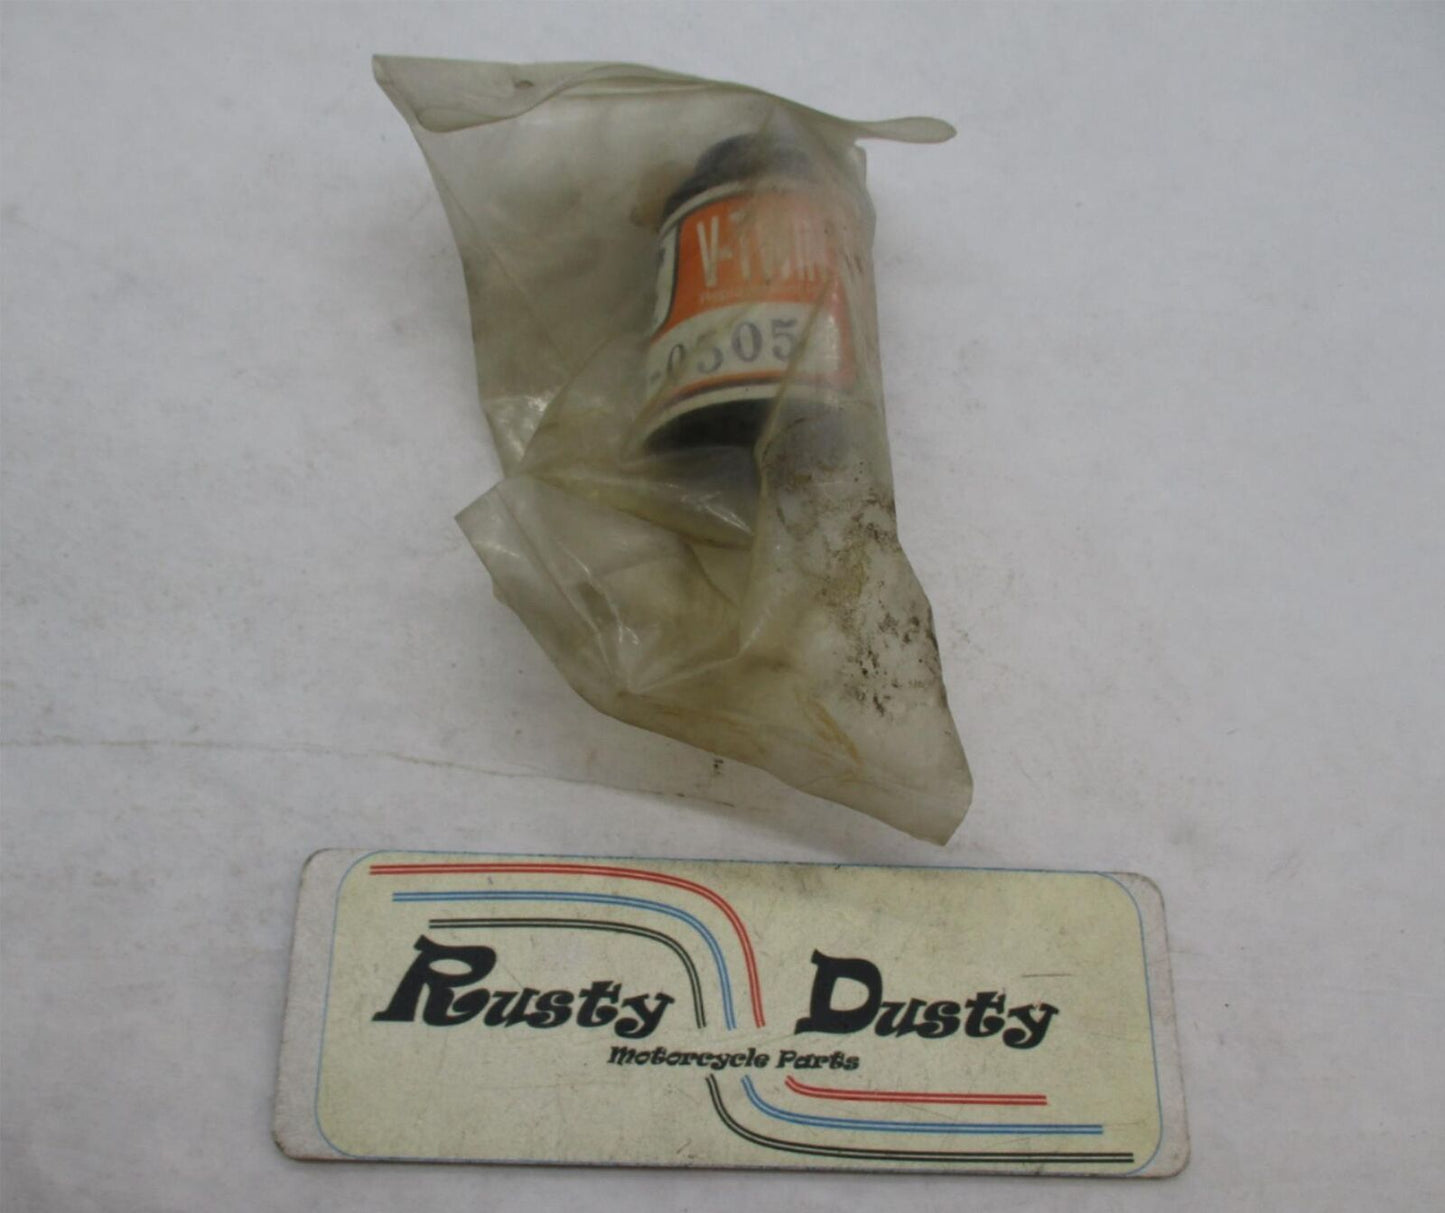 V-Twin
-0505
Rusty Dusty
Motorcycle Parts